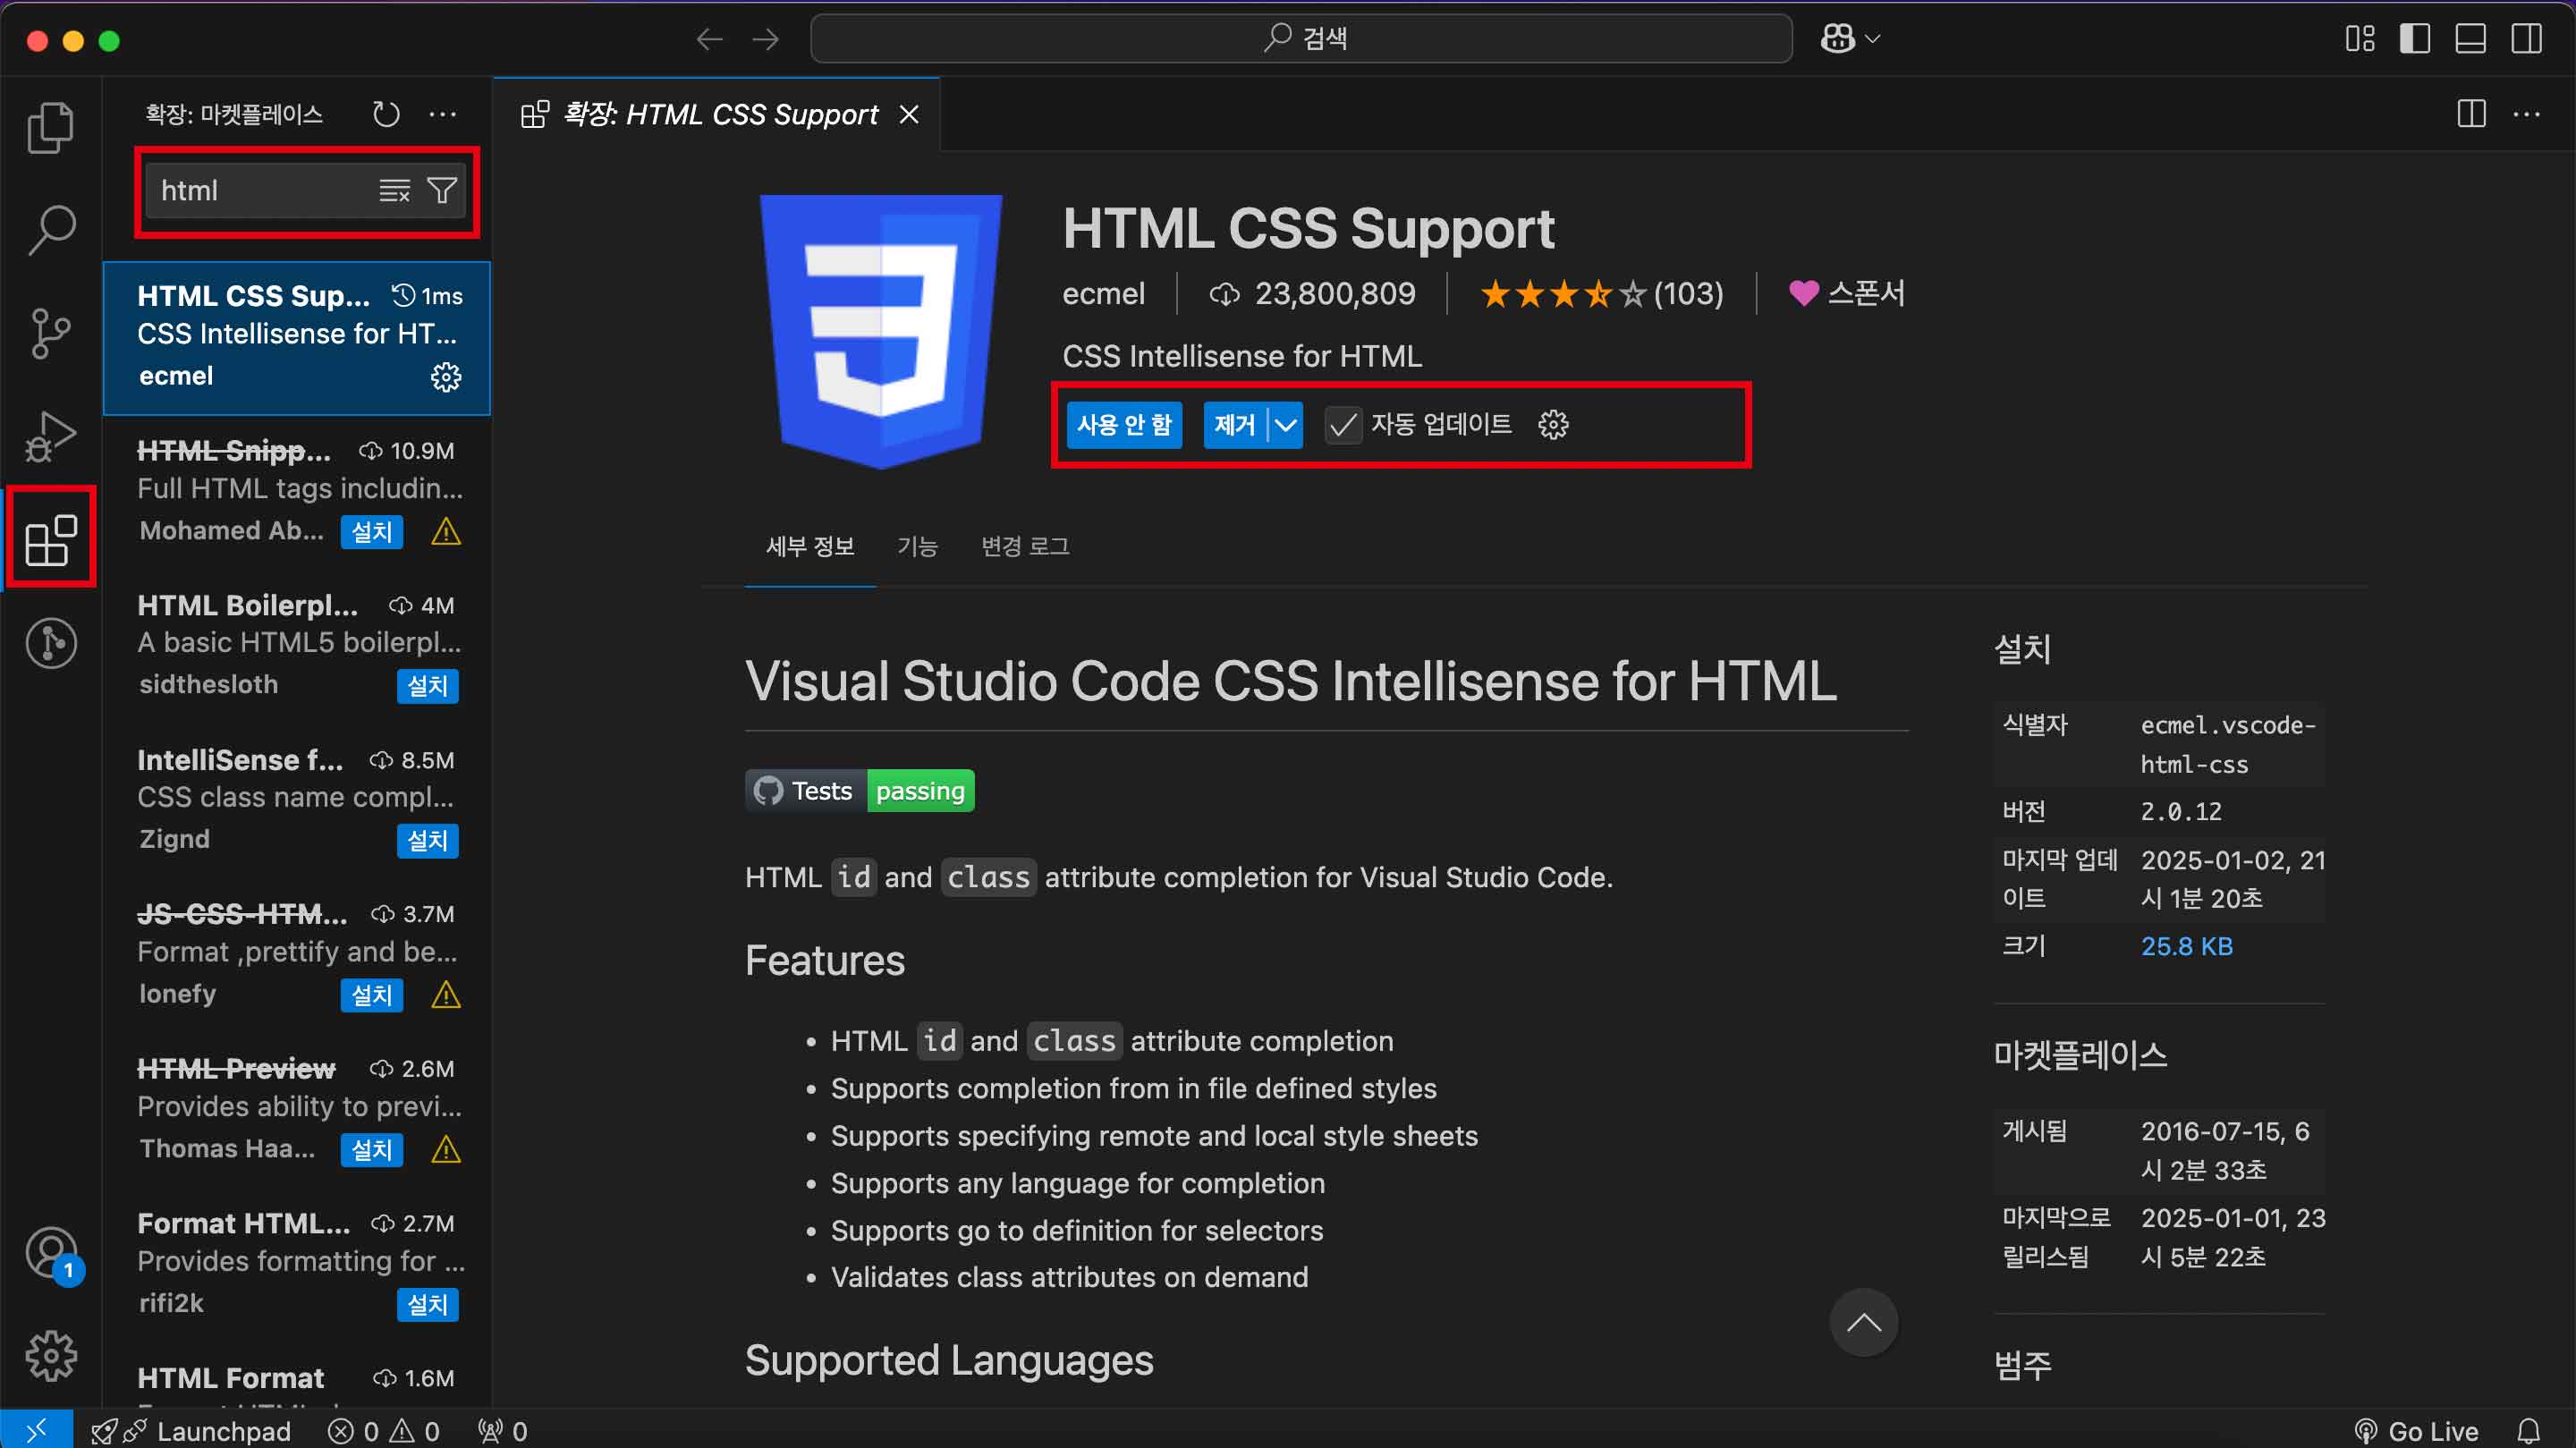 검색
확장: 마켓플레이스
html
HTML CSS Sup... 1ms
CSS Intellisense for HT...
ecmel
HTML Snipp... 10.9M
Full HTML tags includin...
Mohamed Ab... 설치
HTML Boilerpl... 4M
A basic HTML5 boilerpl...
sidthesloth 설치
IntelliSense f... 8.5M
CSS class name compl...
Zignd 설치
JS-CSS-HTM... 3.7M
Format ,prettify and be...
lonefy 설치
HTML Preview 2.6M
Provides ability to previ...
Thomas Haa... 설치
Format HTML... 2.7M
Provides formatting for ...
rifi2k 설치
HTML Format 1.6M
1
확장: HTML CSS Support
HTML CSS Support
ecmel 23,800,809 (103) 스폰서
CSS Intellisense for HTML
사용 안 함 제거 자동 업데이트
세부 정보 기능 변경 로그
Visual Studio Code CSS Intellisense for HTML
Tests passing
HTML id and class attribute completion for Visual Studio Code.
Features
• HTML id and class attribute completion
• Supports completion from in file defined styles
• Supports specifying remote and local style sheets
• Supports any language for completion
• Supports go to definition for selectors
• Validates class attributes on demand
Supported Languages
설치
식별자 ecmel.vscode-
html-css
버전 2.0.12
마지막 업데 2025-01-02, 21
이트 시 1분 20초
크기 25.8 KB
마켓플레이스
게시됨 2016-07-15, 6
시 2분 33초
마지막으로 2025-01-01, 23
릴리스됨 시 5분 22초
범주
Launchpad 0 0 0 Go Live